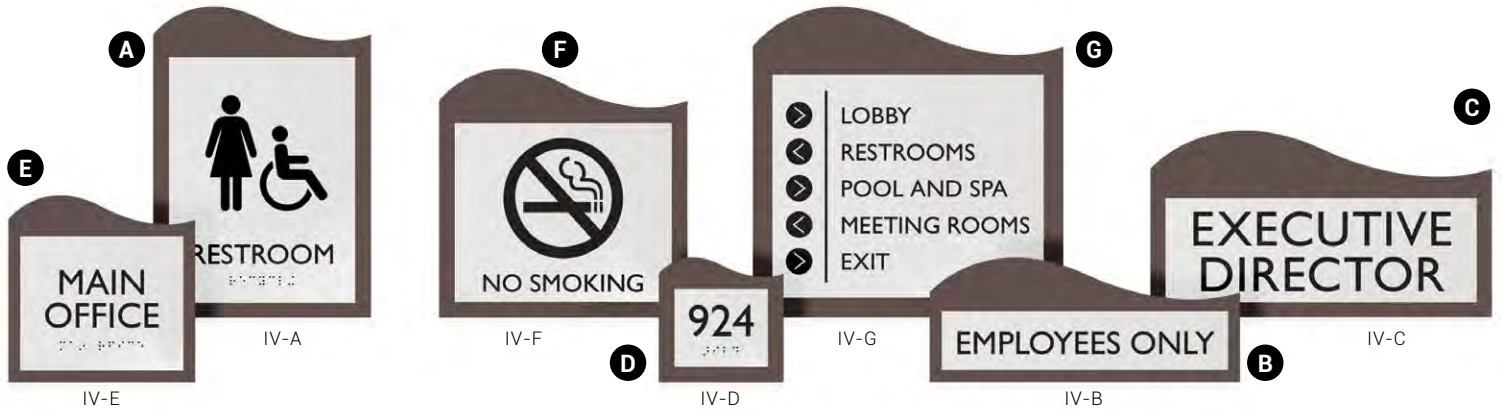 A
RESTROOM
IV-A
E
MAIN
OFFICE
IV-E
F
NO SMOKING
IV-F
D
924
IV-D
G
LOBBY
RESTROOMS
POOL AND SPA
MEETING ROOMS
EXIT
IV-G
B
EMPLOYEES ONLY
IV-B
C
EXECUTIVE
DIRECTOR
IV-C